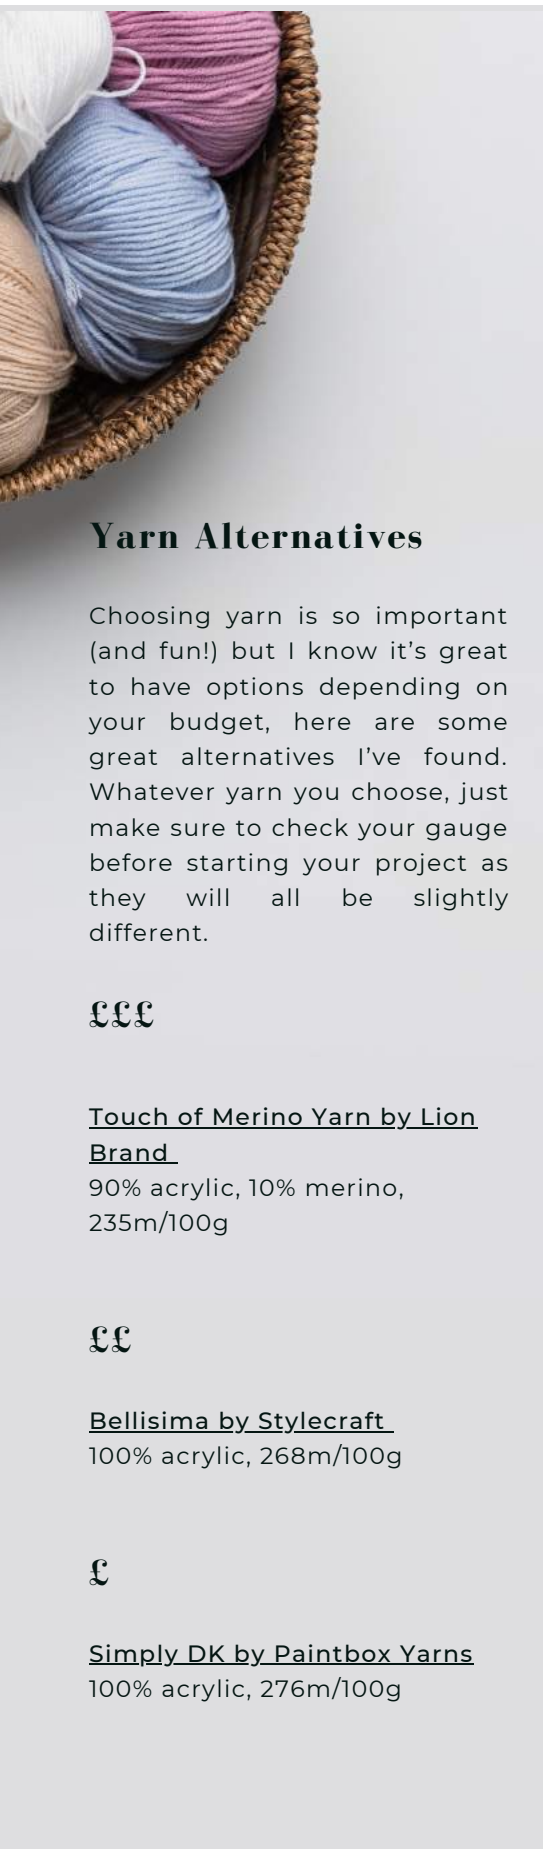 Yarn Alternatives
Choosing yarn is so important
(and fun!) but I know it’s great
to have options depending on
your budget, here are some
great alternatives I’ve found.
Whatever yarn you choose, just
make sure to check your gauge
before starting your project as
they will all be slightly
different.
£££
Touch of Merino Yarn by Lion
Brand
90% acrylic, 10% merino,
235m/100g
££
Bellisima by Stylecraft
100% acrylic, 268m/100g
£
Simply DK by Paintbox Yarns
100% acrylic, 276m/100g